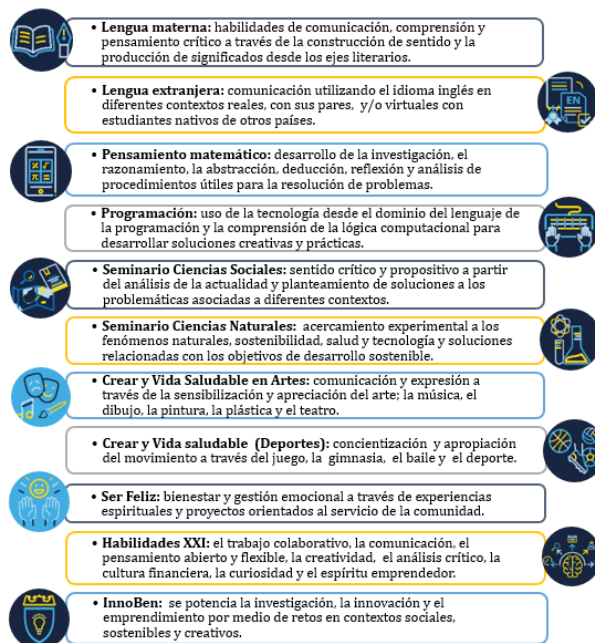 • Lengua materna: habilidades de comunicación, comprensión y
pensamiento crítico a través de la construcción de sentido y la
producción de significados desde los ejes literarios.
• Lengua extranjera: comunicación utilizando el idioma inglés en
diferentes contextos reales, con sus pares, y/o virtuales con
estudiantes nativos de otros países.
EN
• Pensamiento matemático: desarrollo de la investigación, el
razonamiento, la abstracción, deducción, reflexión y análisis de
procedimientos útiles para la resolución de problemas.
• Programación: uso de la tecnología desde el dominio del lenguaje de
la programación y la comprensión de la lógica computacional para
desarrollar soluciones creativas y prácticas.
• Seminario Ciencias Sociales: sentido crítico y propositivo a partir
del análisis de la actualidad y planteamiento de soluciones a los
problemáticas asociadas a diferentes contextos.
• Seminario Ciencias Naturales: acercamiento experimental a los
fenómenos naturales, sostenibilidad, salud y tecnología y soluciones
relacionadas con los objetivos de desarrollo sostenible.
• Crear y Vida Saludable en Artes: comunicación y expresión a
través de la sensibilización y apreciación del arte; la música, el
dibujo, la pintura, la plástica y el teatro.
• Crear y Vida saludable (Deportes): concientización y apropiación
del movimiento a través del juego, la gimnasia, el baile y el deporte.
• Ser Feliz: bienestar y gestión emocional a través de experiencias
espirituales y proyectos orientados al servicio de la comunidad.
• Habilidades XXI: el trabajo colaborativo, la comunicación, el
pensamiento abierto y flexible, la creatividad, el análisis crítico, la
cultura financiera, la curiosidad y el espíritu emprendedor.
• InnoBen: se potencia la investigación, la innovación y el
emprendimiento por medio de retos en contextos sociales,
sostenibles y creativos.